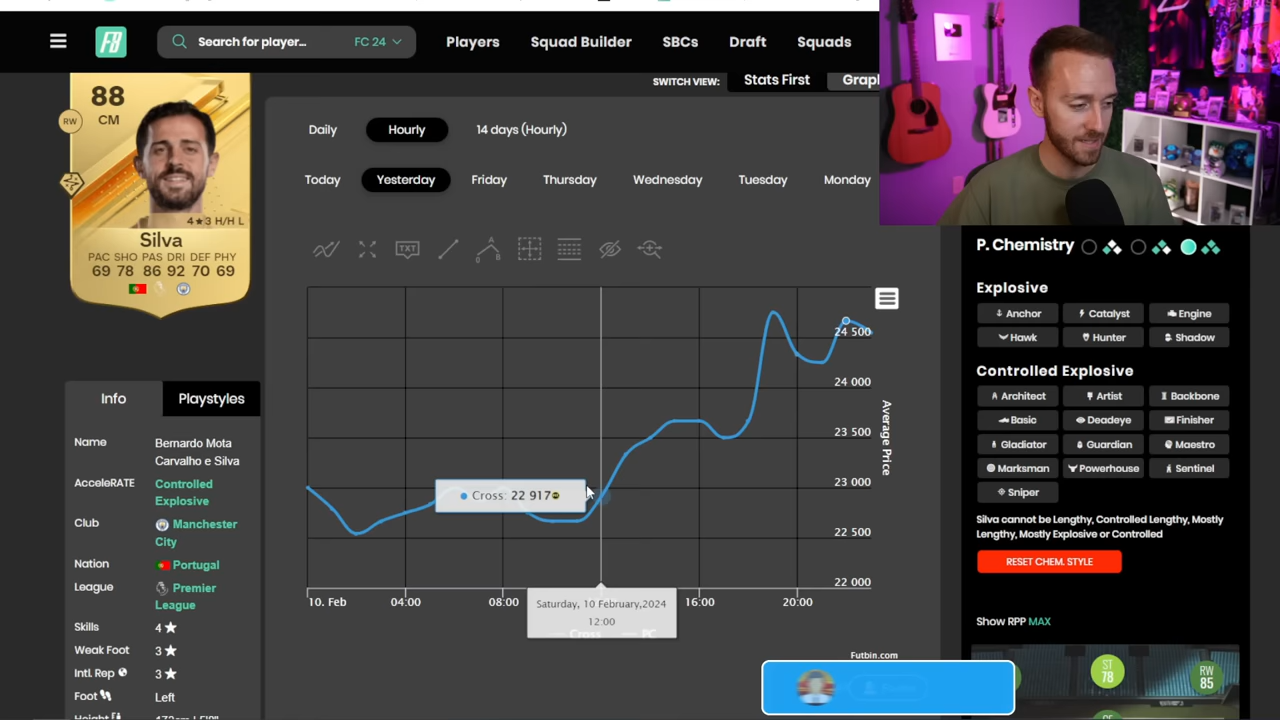 FB
Search for player...
FC 24
Players
Squad Builder
SBCs
Draft
Squads
SWITCH VIEW:
Stats First
Grap
88
CM
RW
4★3 H/H L
Silva
PAC SHO PAS DRI DEF PHY
69 78 86 92 70 69
Daily
Hourly
14 days (Hourly)
Today
Yesterday
Friday
Thursday
Wednesday
Tuesday
Monday
TXT
24 500
24 000
23 500
23 000
22 500
22 000
Average Price
Cross: 22 917
10. Feb
04:00
08:00
16:00
20:00
Saturday, 10 February,2024
12:00
Cross
FC
Futbin.com
Info
Playstyles
Name
Bernardo Mota
Carvalho e Silva
AcceleRATE
Controlled
Explosive
Club
Manchester
City
Nation
Portugal
League
Premier
League
Skills
4★
Weak Foot
3★
Intl. Rep
3★
Foot
Left
P. Chemistry
Explosive
Anchor
Catalyst
Engine
Hawk
Hunter
Shadow
Controlled Explosive
Architect
Artist
Backbone
Basic
Deadeye
Finisher
Gladiator
Guardian
Maestro
Marksman
Powerhouse
Sentinel
Sniper
Silva cannot be Lengthy, Controlled Lengthy, Mostly
Lengthy, Mostly Explosive or Controlled
RESET CHEM. STYLE
Show RPP MAX
ST
78
RW
85